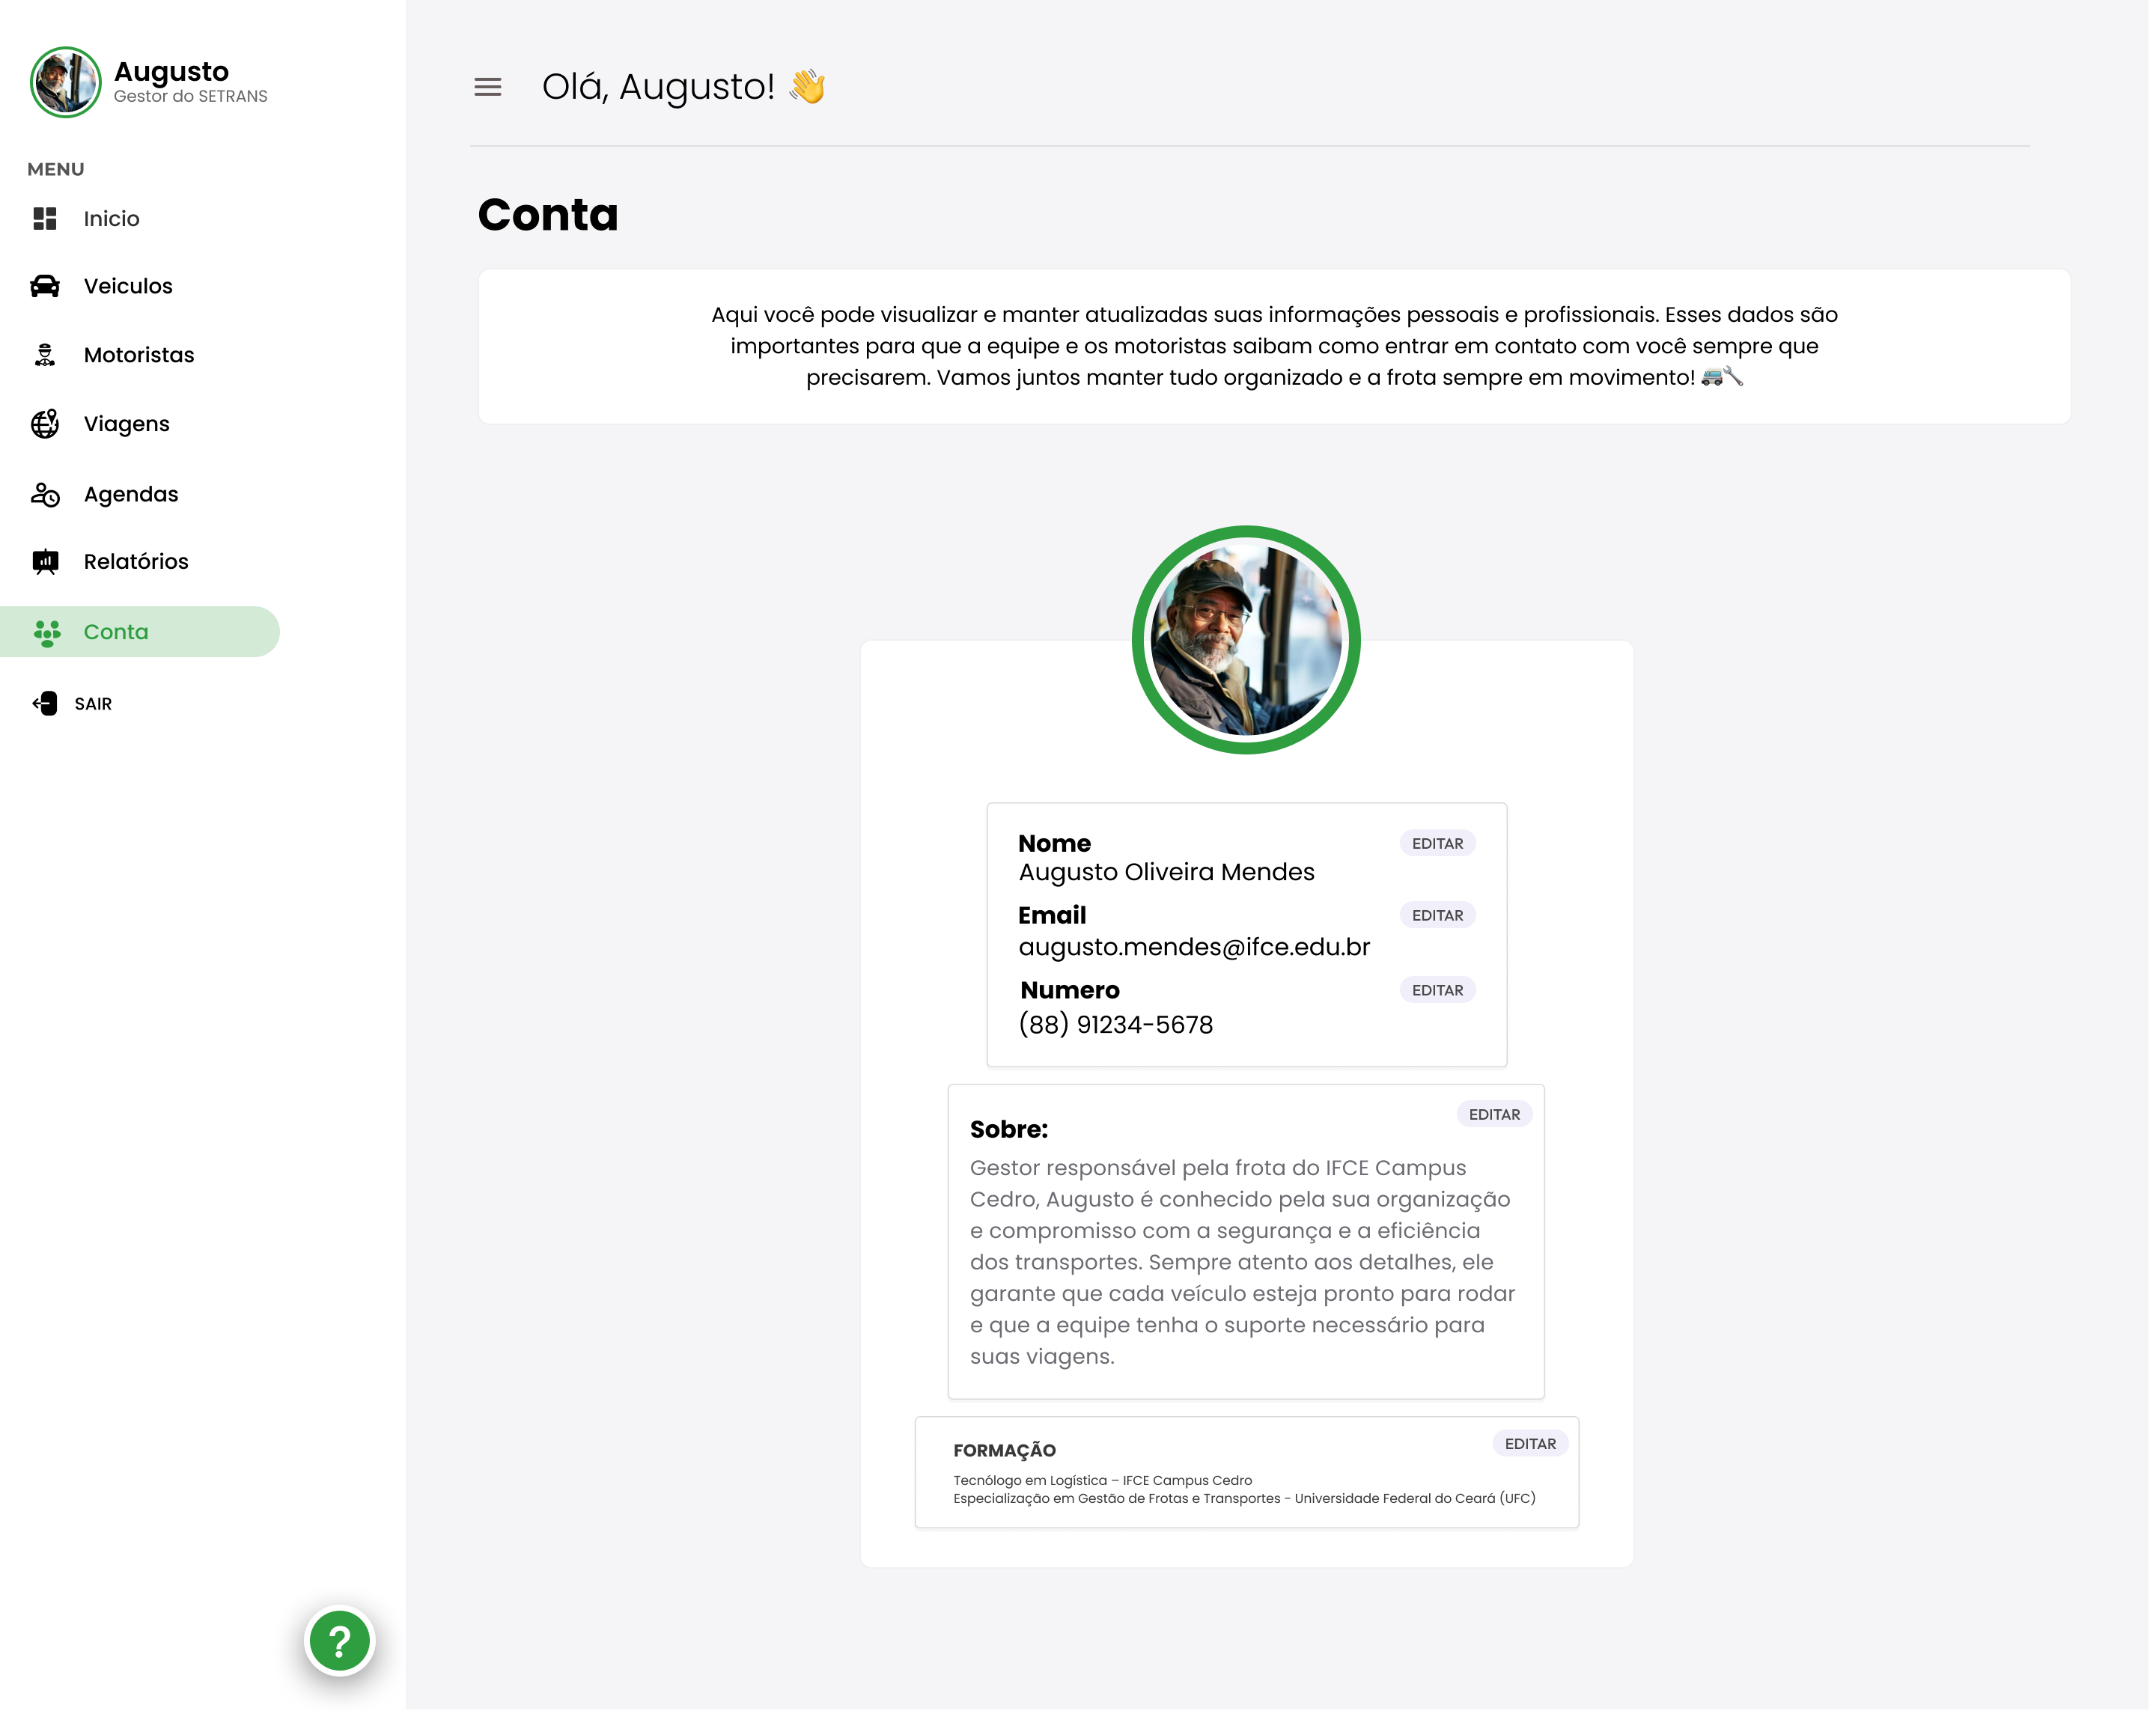 Augusto
Gestor do SETRANS
MENU
Inicio
Veiculos
Motoristas
Viagens
Agendas
Relatórios
Conta
SAIR
?
Olá, Augusto! 👋
Conta
Aqui você pode visualizar e manter atualizadas suas informações pessoais e profissionais. Esses dados são
importantes para que a equipe e os motoristas saibam como entrar em contato com você sempre que
precisarem. Vamos juntos manter tudo organizado e a frota sempre em movimento! 🚐🔧
Nome
EDITAR
Augusto Oliveira Mendes
Email
EDITAR
augusto.mendes@ifce.edu.br
Numero
EDITAR
(88) 91234-5678
EDITAR
Sobre:
Gestor responsável pela frota do IFCE Campus
Cedro, Augusto é conhecido pela sua organização
e compromisso com a segurança e a eficiência
dos transportes. Sempre atento aos detalhes, ele
garante que cada veículo esteja pronto para rodar
e que a equipe tenha o suporte necessário para
suas viagens.
EDITAR
FORMAÇÃO
Tecnólogo em Logística – IFCE Campus Cedro
Especialização em Gestão de Frotas e Transportes - Universidade Federal do Ceará (UFC)